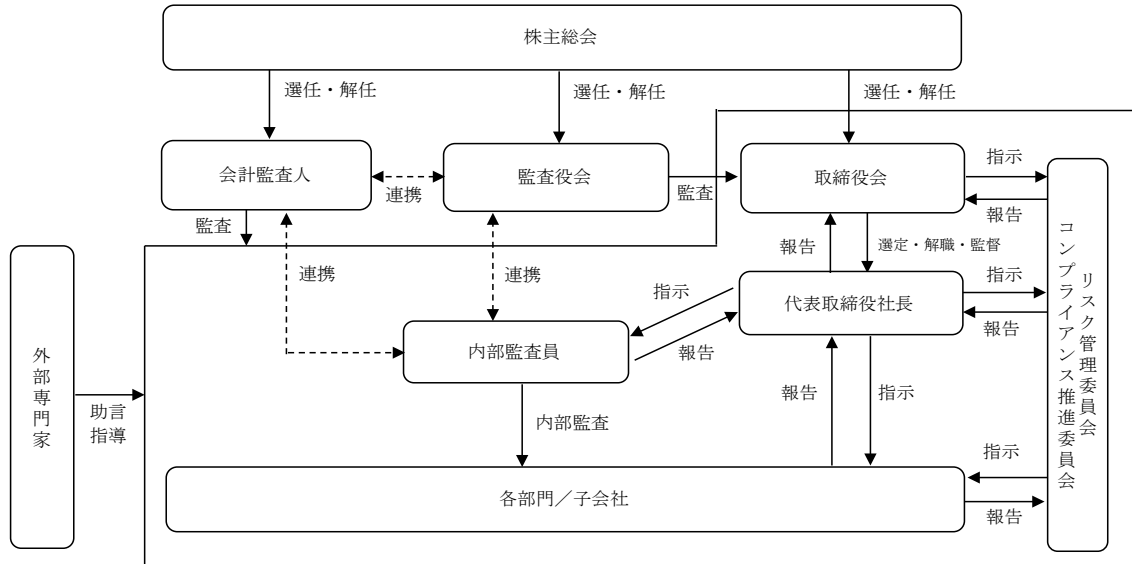 株主総会
選任・解任
選任・解任
選任・解任
会計監査人
連携
監査役会
監査
取締役会
指示
報告
監査
連携
連携
報告
選定・解職・監督
指示
代表取締役社長
指示
報告
内部監査員
報告
外部専門家
助言
指導
内部監査
報告
指示
リスク管理委員会
コンプライアンス推進委員会
指示
各部門／子会社
報告